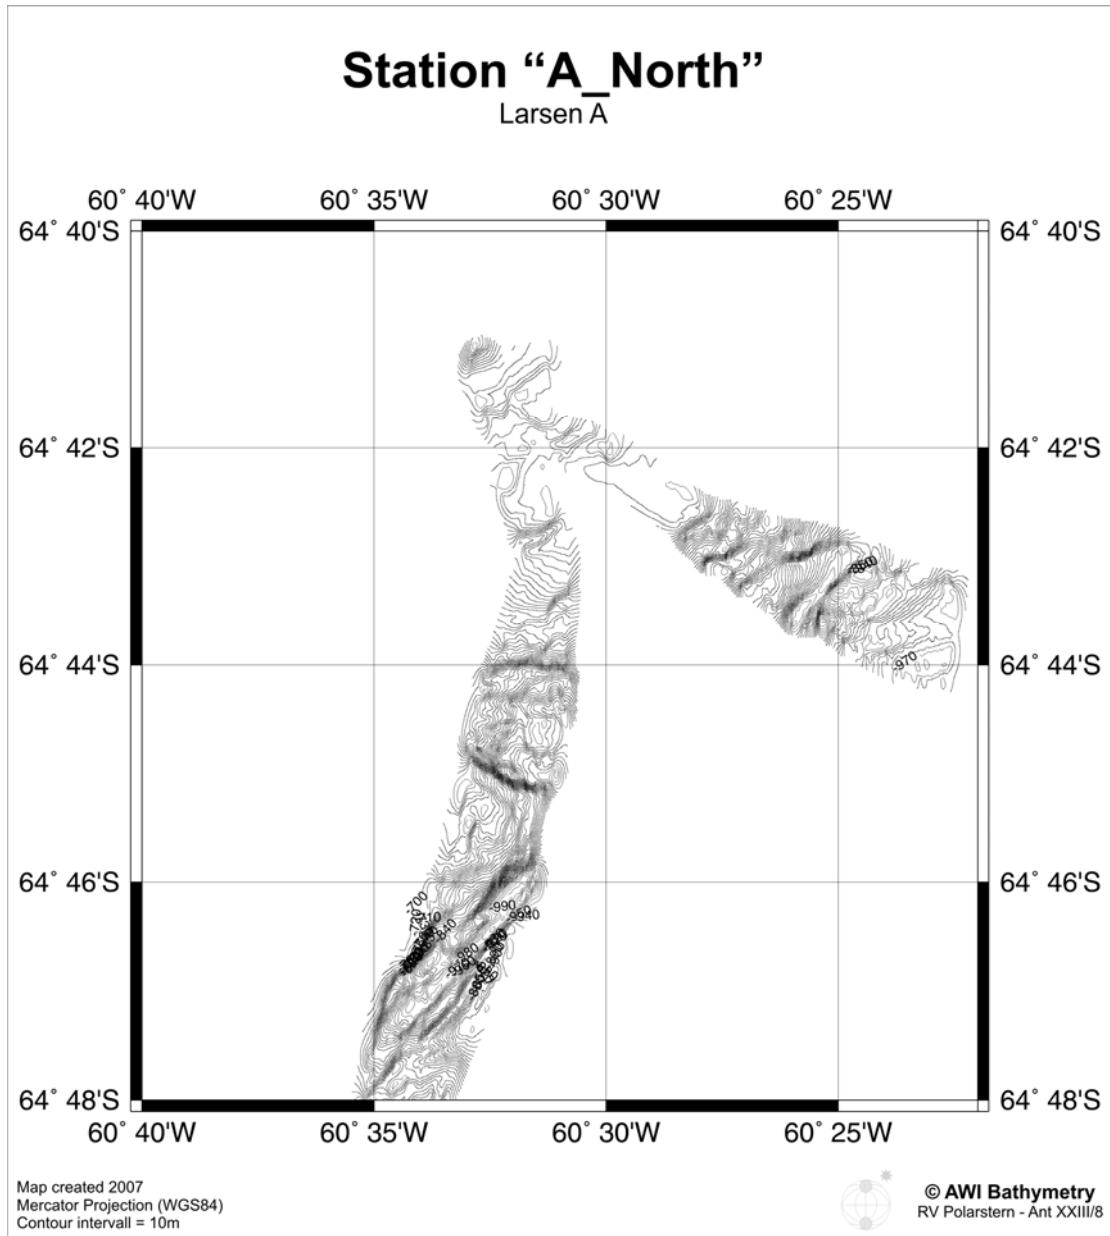 Station “A_North”
Larsen A
60˚ 40'W 60˚ 35'W 60˚ 30'W 60˚ 25'W
64˚ 40'S 64˚ 40'S
64˚ 42'S 64˚ 42'S
-970
64˚ 44'S 64˚ 44'S
64˚ 46'S 64˚ 46'S
-700
-990
-840
-980
64˚ 48'S 64˚ 48'S
60˚ 40'W 60˚ 35'W 60˚ 30'W 60˚ 25'W
Map created 2007
Mercator Projection (WGS84)
Contour intervall = 10m
© AWI Bathymetry
RV Polarstern - Ant XXIII/8